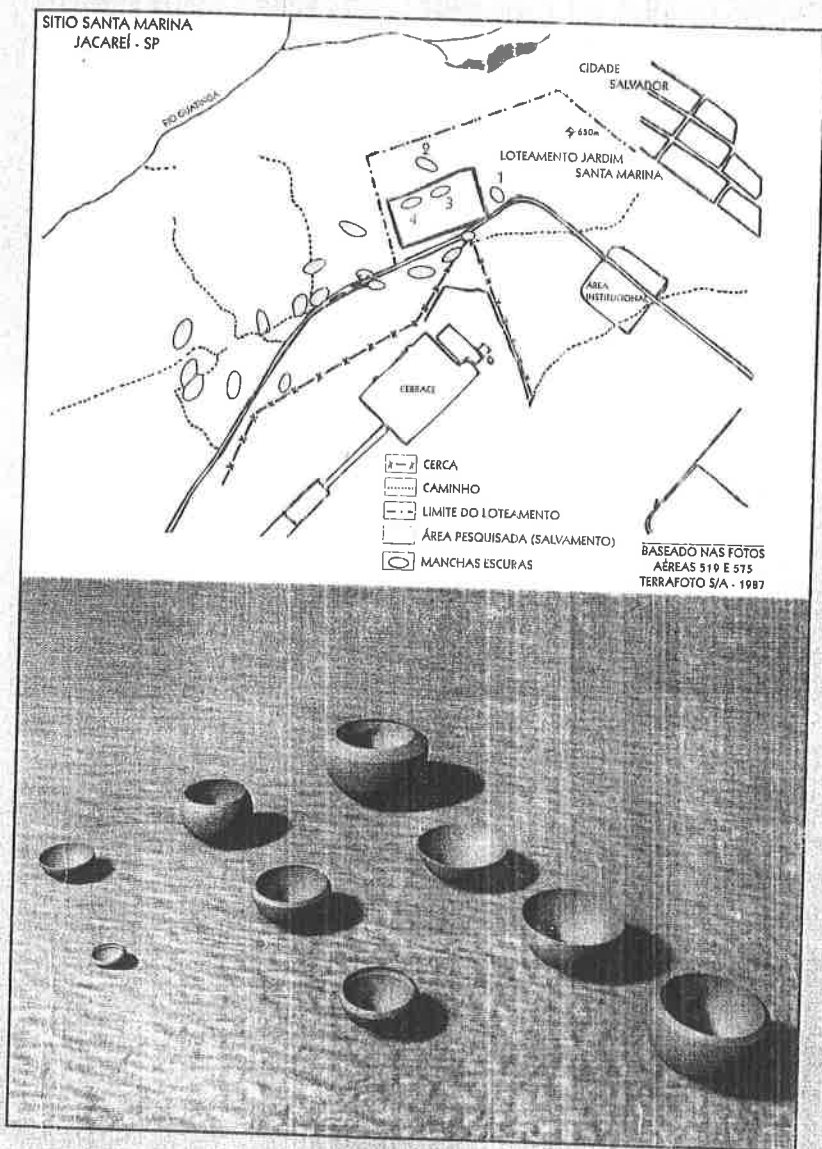 SITIO SANTA MARINA
JACAREÍ - SP
CIDADE
SALVADOR
RIO GUATINGA
650m
LOTEAMENTO JARDIM
SANTA MARINA
2
1
3
4
ÁREA
INSTITUCIONAL
CERCA
CAMINHO
LIMITE DO LOTEAMENTO
ÁREA PESQUISADA (SALVAMENTO)
MANCHAS ESCURAS
BASEADO NAS FOTOS
AÉREAS 519 E 575
TERRAFOTO S/A - 1987